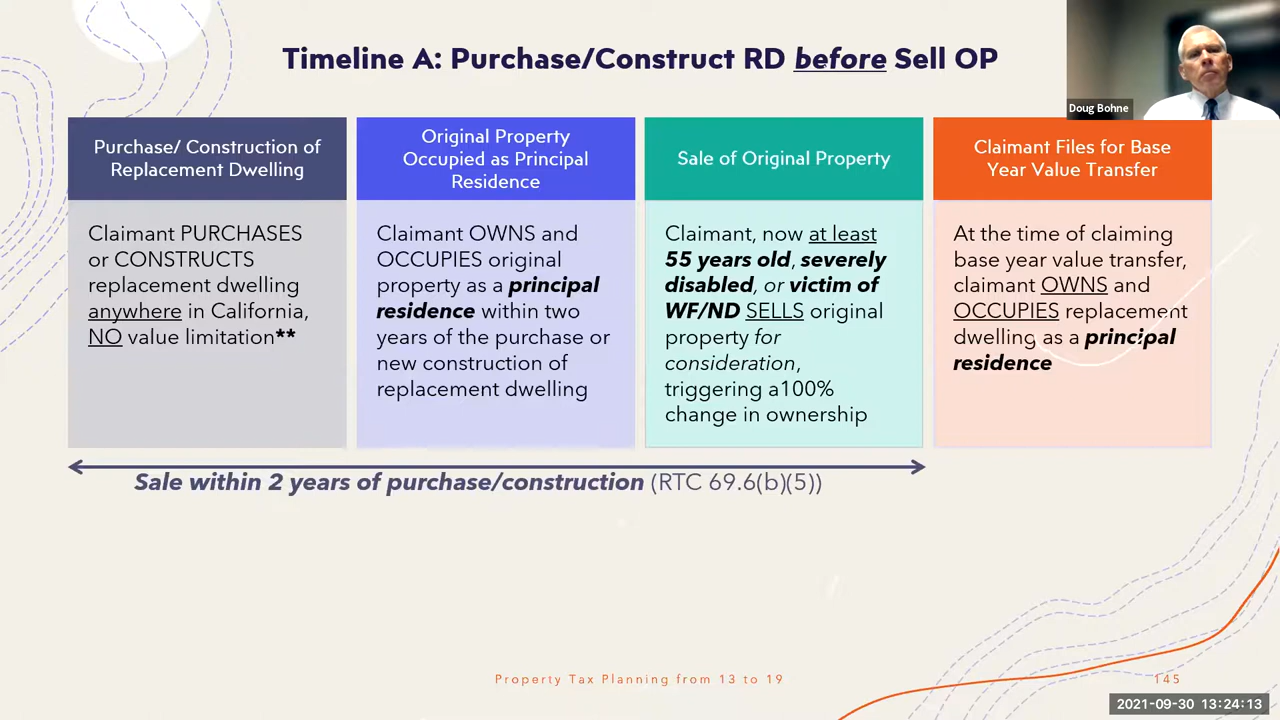 Timeline A: Purchase/Construct RD before Sell OP
Doug Bohne
Purchase/ Construction of
Replacement Dwelling
Claimant PURCHASES
or CONSTRUCTS
replacement dwelling
anywhere in California,
NO value limitation**
Original Property
Occupied as Principal
Residence
Claimant OWNS and
OCCUPIES original
property as a principal
residence within two
years of the purchase or
new construction of
replacement dwelling
Sale of Original Property
Claimant, now at least
55 years old, severely
disabled, or victim of
WF/ND SELLS original
property for
consideration,
triggering a100%
change in ownership
Claimant Files for Base
Year Value Transfer
At the time of claiming
base year value transfer,
claimant OWNS and
OCCUPIES replacement
dwelling as a principal
residence
Sale within 2 years of purchase/construction (RTC 69.6(b)(5))
Property Tax Planning from 13 to 19
145
2021-09-30 13:24:13